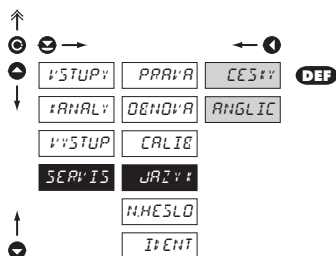 VSTUPY PRAVA CESKY DEF
KANALY OBNOVA ANGLIC
VYSTUP CALIB
SERVIS JAZYK
N.HESLO
IDENT